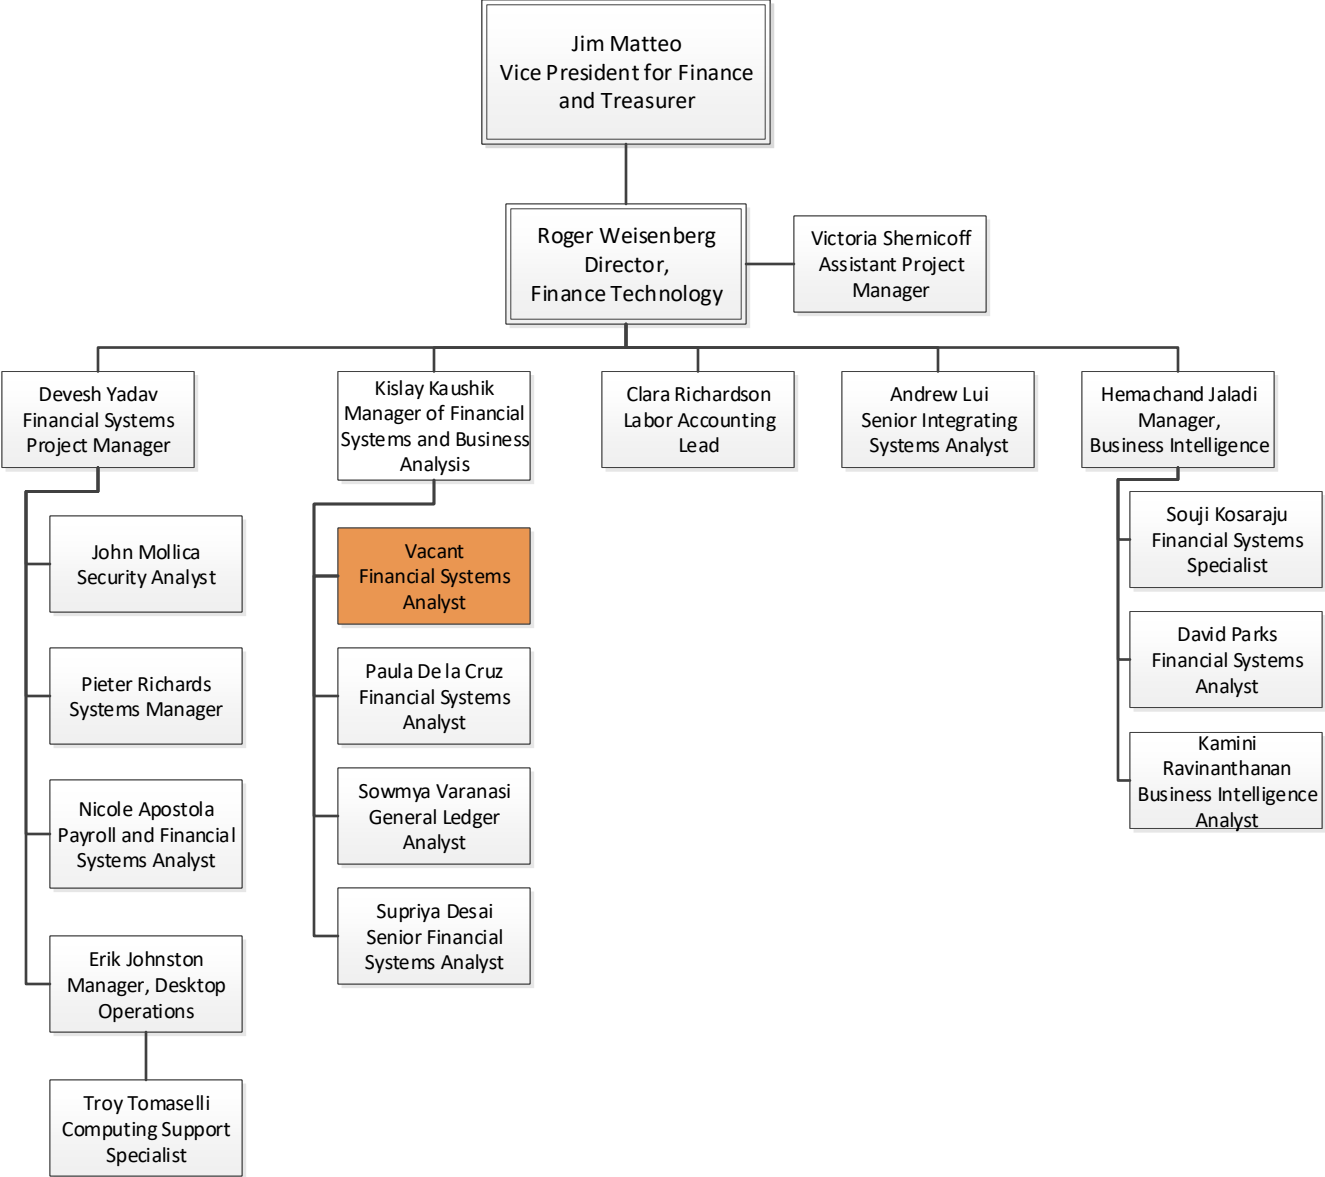 Jim Matteo
Vice President for Finance
and Treasurer
Roger Weisenberg
Director,
Finance Technology
Victoria Shernicoff
Assistant Project
Manager
Devesh Yadav
Financial Systems
Project Manager
Kislay Kaushik
Manager of Financial
Systems and Business
Analysis
Clara Richardson
Labor Accounting
Lead
Andrew Lui
Senior Integrating
Systems Analyst
Hemachand Jaladi
Manager,
Business Intelligence
John Mollica
Security Analyst
Pieter Richards
Systems Manager
Nicole Apostola
Payroll and Financial
Systems Analyst
Erik Johnston
Manager, Desktop
Operations
Troy Tomaselli
Computing Support
Specialist
Vacant
Financial Systems
Analyst
Paula De la Cruz
Financial Systems
Analyst
Sowmya Varanasi
General Ledger
Analyst
Supriya Desai
Senior Financial
Systems Analyst
Souji Kosaraju
Financial Systems
Specialist
David Parks
Financial Systems
Analyst
Kamini
Ravinanthanan
Business Intelligence
Analyst